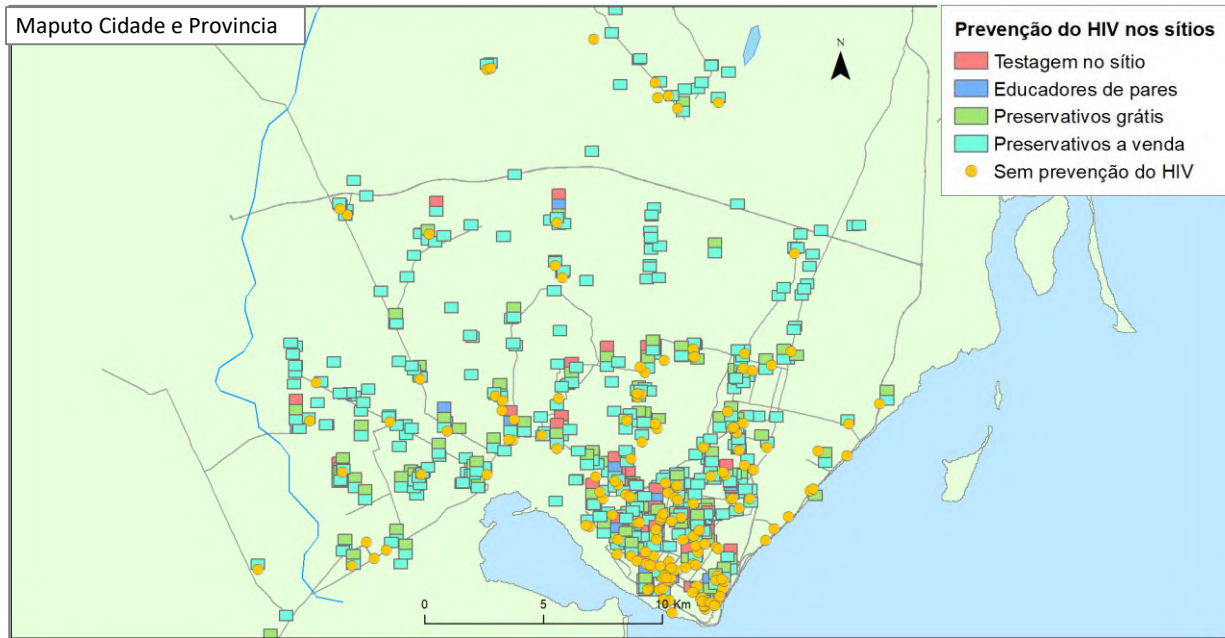 Maputo Cidade e Provincia
N
Prevenção do HIV nos sítios
Testagem no sítio
Educadores de pares
Preservativos grátis
Preservativos a venda
Sem prevenção do HIV
0 5 10 Km